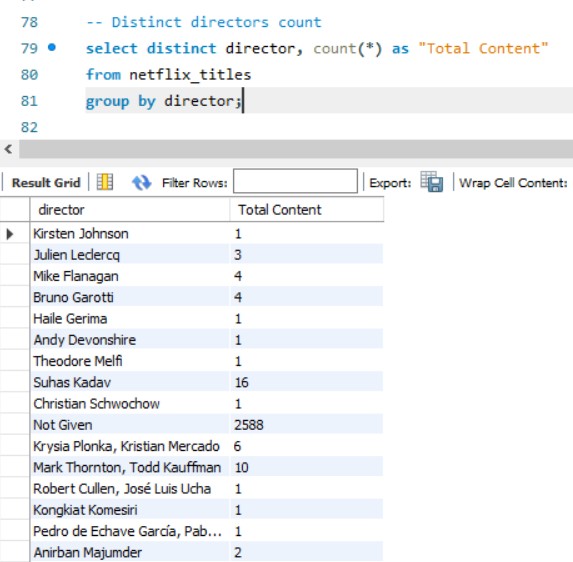 78 -- Distinct directors count
79 select distinct director, count(*) as "Total Content"
80 from netflix_titles
81 group by director;
82
Result Grid Filter Rows: Export: Wrap Cell Content:
director Total Content
Kirsten Johnson 1
Julien Leclercq 3
Mike Flanagan 4
Bruno Garotti 4
Haile Gerima 1
Andy Devonshire 1
Theodore Melfi 1
Suhas Kadav 16
Christian Schwochow 1
Not Given 2588
Krysia Plonka, Kristian Mercado 6
Mark Thornton, Todd Kauffman 10
Robert Cullen, José Luis Ucha 1
Kongkiat Komesiri 1
Pedro de Echave García, Pab... 1
Anirban Majumder 2